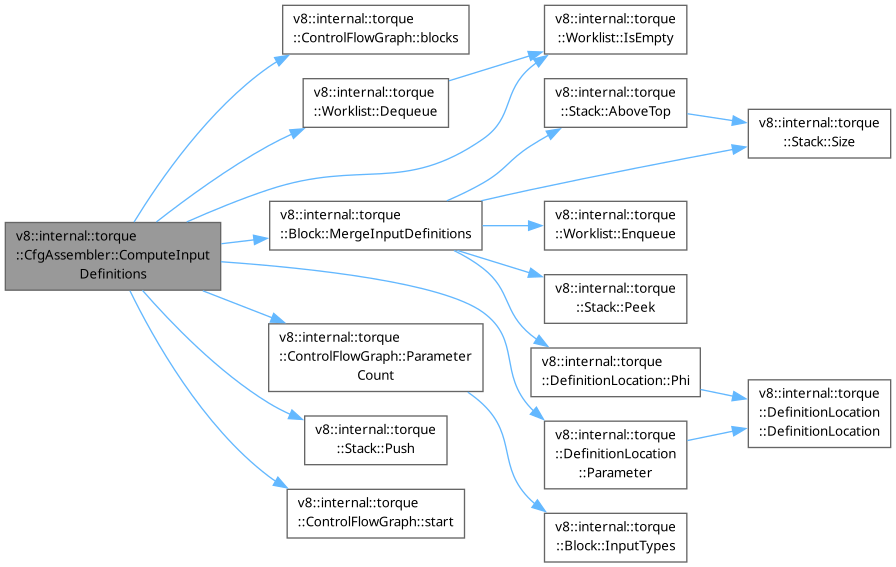 v8::internal::torque
::CfgAssembler::ComputeInput
Definitions
v8::internal::torque
::ControlFlowGraph::blocks
v8::internal::torque
::Worklist::Dequeue
v8::internal::torque
::Block::MergeInputDefinitions
v8::internal::torque
::ControlFlowGraph::Parameter
Count
v8::internal::torque
::Stack::Push
v8::internal::torque
::ControlFlowGraph::start
v8::internal::torque
::Worklist::IsEmpty
v8::internal::torque
::Stack::AboveTop
v8::internal::torque
::Worklist::Enqueue
v8::internal::torque
::Stack::Peek
v8::internal::torque
::DefinitionLocation::Phi
v8::internal::torque
::DefinitionLocation
::Parameter
v8::internal::torque
::Block::InputTypes
v8::internal::torque
::Stack::Size
v8::internal::torque
::DefinitionLocation
::DefinitionLocation